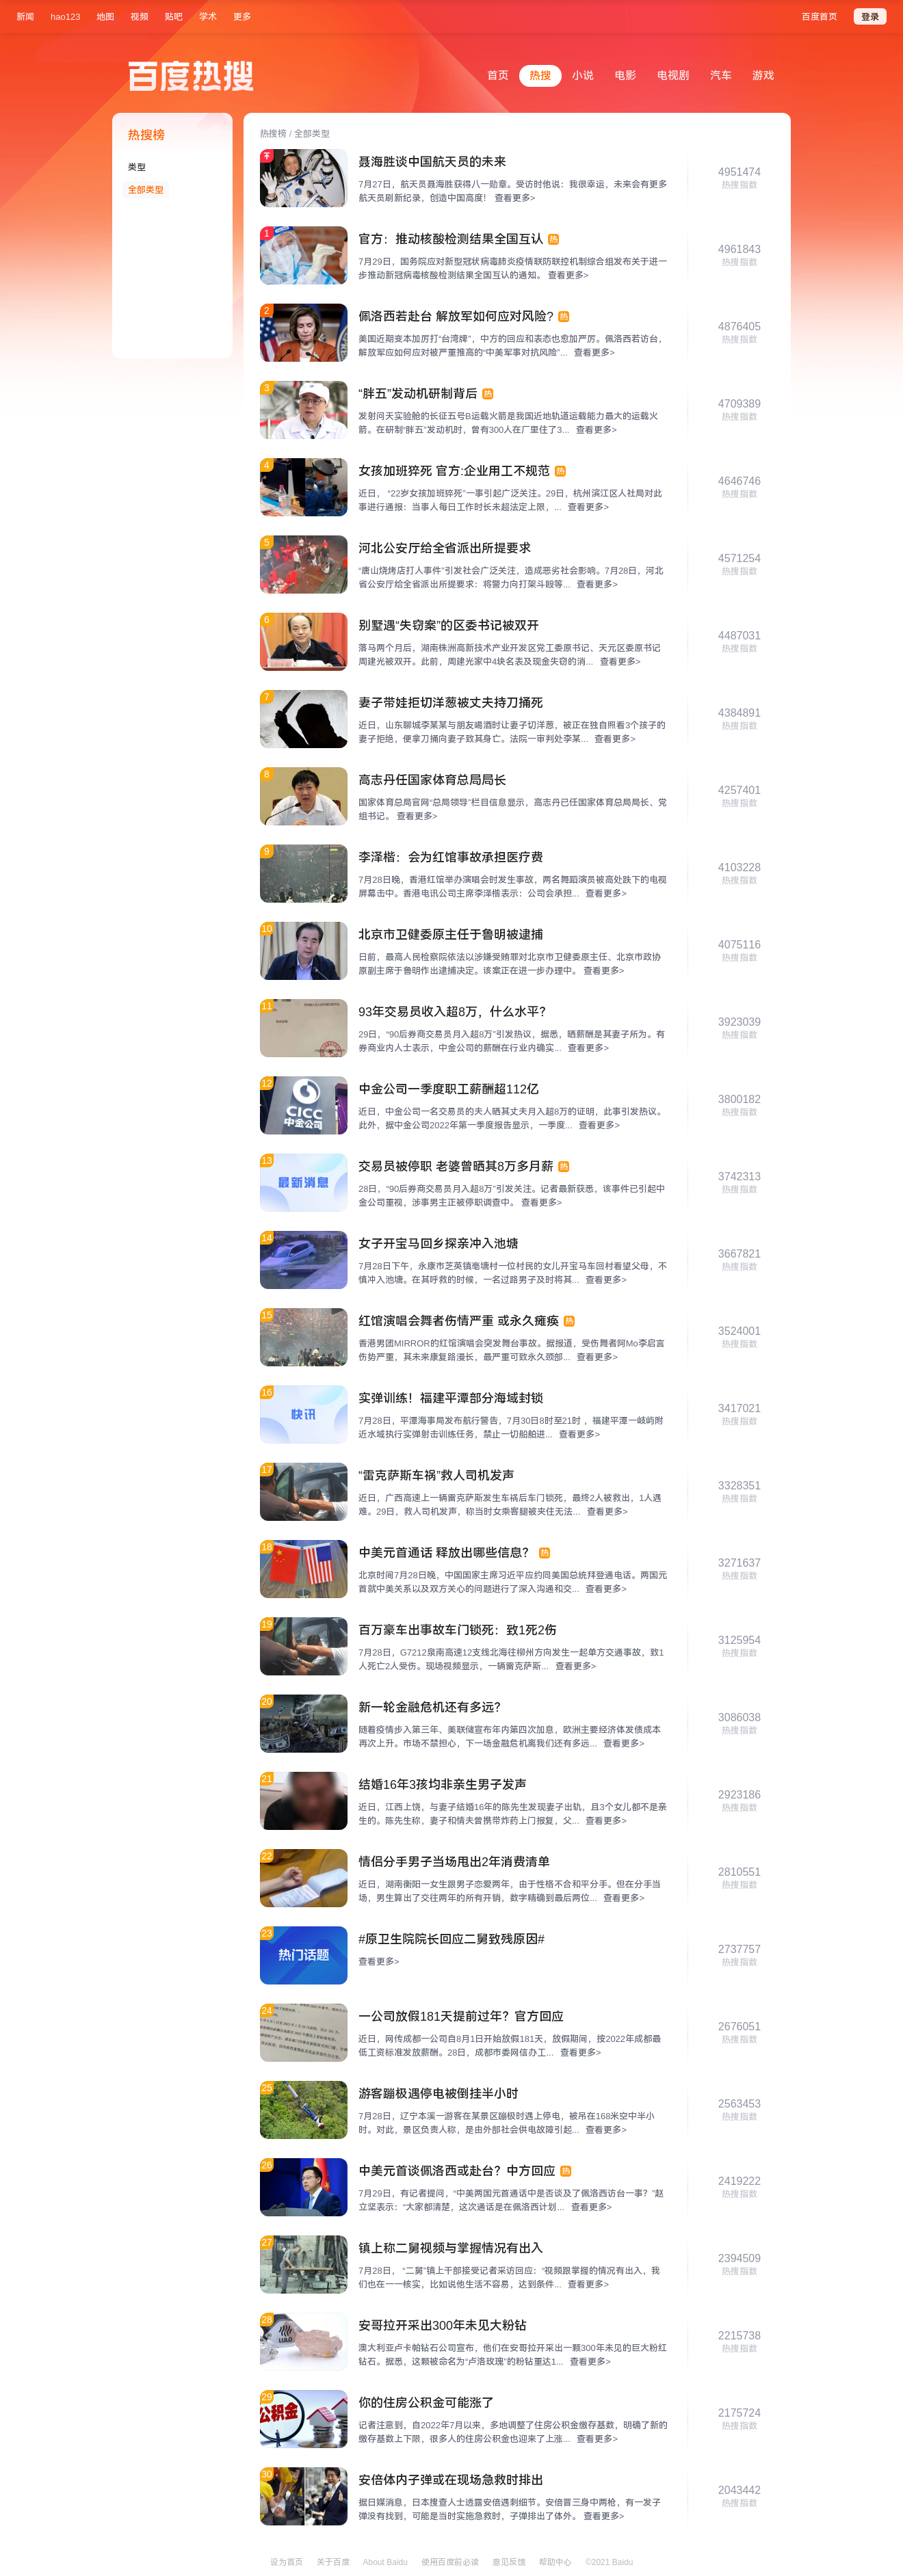 新闻 hao123 地图 视频 贴吧 学术 更多 百度首页 登录
百度热搜 首页 热搜 小说 电影 电视剧 汽车 游戏
热搜榜
类型
全部类型
热搜榜 / 全部类型
聂海胜谈中国航天员的未来
7月27日，航天员聂海胜获得八一勋章。受访时他说：我很幸运，未来会有更多
航天员刷新纪录，创造中国高度！ 查看更多>
4951474
热搜指数
1
官方：推动核酸检测结果全国互认 热
7月29日，国务院应对新型冠状病毒肺炎疫情联防联控机制综合组发布关于进一
步推动新冠病毒核酸检测结果全国互认的通知。 查看更多>
4961843
热搜指数
2
佩洛西若赴台 解放军如何应对风险? 热
美国近期变本加厉打“台湾牌”，中方的回应和表态也愈加严厉。佩洛西若访台，
解放军应如何应对被严重推高的“中美军事对抗风险”... 查看更多>
4876405
热搜指数
3
“胖五”发动机研制背后 热
发射问天实验舱的长征五号B运载火箭是我国近地轨道运载能力最大的运载火
箭。在研制“胖五”发动机时，曾有300人在厂里住了3... 查看更多>
4709389
热搜指数
4
女孩加班猝死 官方:企业用工不规范 热
近日， “22岁女孩加班猝死”一事引起广泛关注。29日，杭州滨江区人社局对此
事进行通报：当事人每日工作时长未超法定上限，... 查看更多>
4646746
热搜指数
5
河北公安厅给全省派出所提要求
“唐山烧烤店打人事件”引发社会广泛关注，造成恶劣社会影响。7月28日，河北
省公安厅给全省派出所提要求：将警力向打架斗殴等... 查看更多>
4571254
热搜指数
6
别墅遇“失窃案”的区委书记被双开
落马两个月后，湖南株洲高新技术产业开发区党工委原书记、天元区委原书记
周建光被双开。此前，周建光家中4块名表及现金失窃的消... 查看更多>
4487031
热搜指数
7
妻子带娃拒切洋葱被丈夫持刀捅死
近日，山东聊城李某某与朋友喝酒时让妻子切洋葱，被正在独自照看3个孩子的
妻子拒绝，便拿刀捅向妻子致其身亡。法院一审判处李某... 查看更多>
4384891
热搜指数
8
高志丹任国家体育总局局长
国家体育总局官网“总局领导”栏目信息显示，高志丹已任国家体育总局局长、党
组书记。 查看更多>
4257401
热搜指数
9
李泽楷：会为红馆事故承担医疗费
7月28日晚，香港红馆举办演唱会时发生事故，两名舞蹈演员被高处跌下的电视
屏幕击中。香港电讯公司主席李泽楷表示：公司会承担... 查看更多>
4103228
热搜指数
10
北京市卫健委原主任于鲁明被逮捕
日前，最高人民检察院依法以涉嫌受贿罪对北京市卫健委原主任、北京市政协
原副主席于鲁明作出逮捕决定。该案正在进一步办理中。 查看更多>
4075116
热搜指数
11
93年交易员收入超8万，什么水平?
29日，“90后券商交易员月入超8万”引发热议，据悉，晒薪酬是其妻子所为。有
券商业内人士表示，中金公司的薪酬在行业内确实... 查看更多>
3923039
热搜指数
12
CICC
中金公司
中金公司一季度职工薪酬超112亿
近日，中金公司一名交易员的夫人晒其丈夫月入超8万的证明，此事引发热议。
此外，据中金公司2022年第一季度报告显示，一季度... 查看更多>
3800182
热搜指数
13
最新消息
交易员被停职 老婆曾晒其8万多月薪 热
28日，“90后券商交易员月入超8万”引发关注。记者最新获悉，该事件已引起中
金公司重视，涉事男主正被停职调查中。 查看更多>
3742313
热搜指数
14
女子开宝马回乡探亲冲入池塘
7月28日下午，永康市芝英镇塘塘村一位村民的女儿开宝马车回村看望父母，不
慎冲入池塘。在其呼救的时候，一名过路男子及时将其... 查看更多>
3667821
热搜指数
15
红馆演唱会舞者伤情严重 或永久瘫痪 热
香港男团MIRROR的红馆演唱会突发舞台事故。据报道，受伤舞者阿Mo李启言
伤势严重，其未来康复路漫长，最严重可致永久颈部... 查看更多>
3524001
热搜指数
16
快讯
实弹训练！福建平潭部分海域封锁
7月28日，平潭海事局发布航行警告，7月30日8时至21时 ，福建平潭一岐屿附
近水域执行实弹射击训练任务，禁止一切船舶进... 查看更多>
3417021
热搜指数
17
“雷克萨斯车祸”救人司机发声
近日，广西高速上一辆雷克萨斯发生车祸后车门锁死，最终2人被救出，1人遇
难。29日，救人司机发声，称当时女乘客腿被夹住无法... 查看更多>
3328351
热搜指数
18
中美元首通话 释放出哪些信息？ 热
北京时间7月28日晚，中国国家主席习近平应约同美国总统拜登通电话。两国元
首就中美关系以及双方关心的问题进行了深入沟通和交... 查看更多>
3271637
热搜指数
19
百万豪车出事故车门锁死：致1死2伤
7月28日，G7212泉南高速12支线北海往柳州方向发生一起单方交通事故，致1
人死亡2人受伤。现场视频显示，一辆雷克萨斯... 查看更多>
3125954
热搜指数
20
新一轮金融危机还有多远?
随着疫情步入第三年、美联储宣布年内第四次加息，欧洲主要经济体发债成本
再次上升。市场不禁担心，下一场金融危机离我们还有多远... 查看更多>
3086038
热搜指数
21
结婚16年3孩均非亲生男子发声
近日，江西上饶，与妻子结婚16年的陈先生发现妻子出轨，且3个女儿都不是亲
生的。陈先生称，妻子和情夫曾携带炸药上门报复，父... 查看更多>
2923186
热搜指数
22
情侣分手男子当场甩出2年消费清单
近日，湖南衡阳一女生跟男子恋爱两年，由于性格不合和平分手。但在分手当
场，男生算出了交往两年的所有开销，数字精确到最后两位... 查看更多>
2810551
热搜指数
23
热门话题
#原卫生院院长回应二舅致残原因#
查看更多>
2737757
热搜指数
24
一公司放假181天提前过年？官方回应
近日，网传成都一公司自8月1日开始放假181天，放假期间，按2022年成都最
低工资标准发放薪酬。28日，成都市委网信办工... 查看更多>
2676051
热搜指数
25
游客蹦极遇停电被倒挂半小时
7月28日，辽宁本溪一游客在某景区蹦极时遇上停电，被吊在168米空中半小
时。对此，景区负责人称，是由外部社会供电故障引起... 查看更多>
2563453
热搜指数
26
中美元首谈佩洛西或赴台？中方回应 热
7月29日，有记者提问，“中美两国元首通话中是否谈及了佩洛西访台一事？”赵
立坚表示：“大家都清楚，这次通话是在佩洛西计划... 查看更多>
2419222
热搜指数
27
镇上称二舅视频与掌握情况有出入
7月28日， “二舅”镇上干部接受记者采访回应：“视频跟掌握的情况有出入，我
们也在一一核实，比如说他生活不容易，达到条件... 查看更多>
2394509
热搜指数
28
LULO
安哥拉开采出300年未见大粉钻
澳大利亚卢卡帕钻石公司宣布，他们在安哥拉开采出一颗300年未见的巨大粉红
钻石。据悉，这颗被命名为“卢洛玫瑰”的粉钻重达1... 查看更多>
2215738
热搜指数
29
公积金
你的住房公积金可能涨了
记者注意到，自2022年7月以来，多地调整了住房公积金缴存基数，明确了新的
缴存基数上下限，很多人的住房公积金也迎来了上涨... 查看更多>
2175724
热搜指数
30
安倍体内子弹或在现场急救时排出
据日媒消息，日本搜查人士透露安倍遇刺细节。安倍晋三身中两枪，有一发子
弹没有找到，可能是当时实施急救时，子弹排出了体外。 查看更多>
2043442
热搜指数
设为首页 关于百度 About Baidu 使用百度前必读 意见反馈 帮助中心 ©2021 Baidu